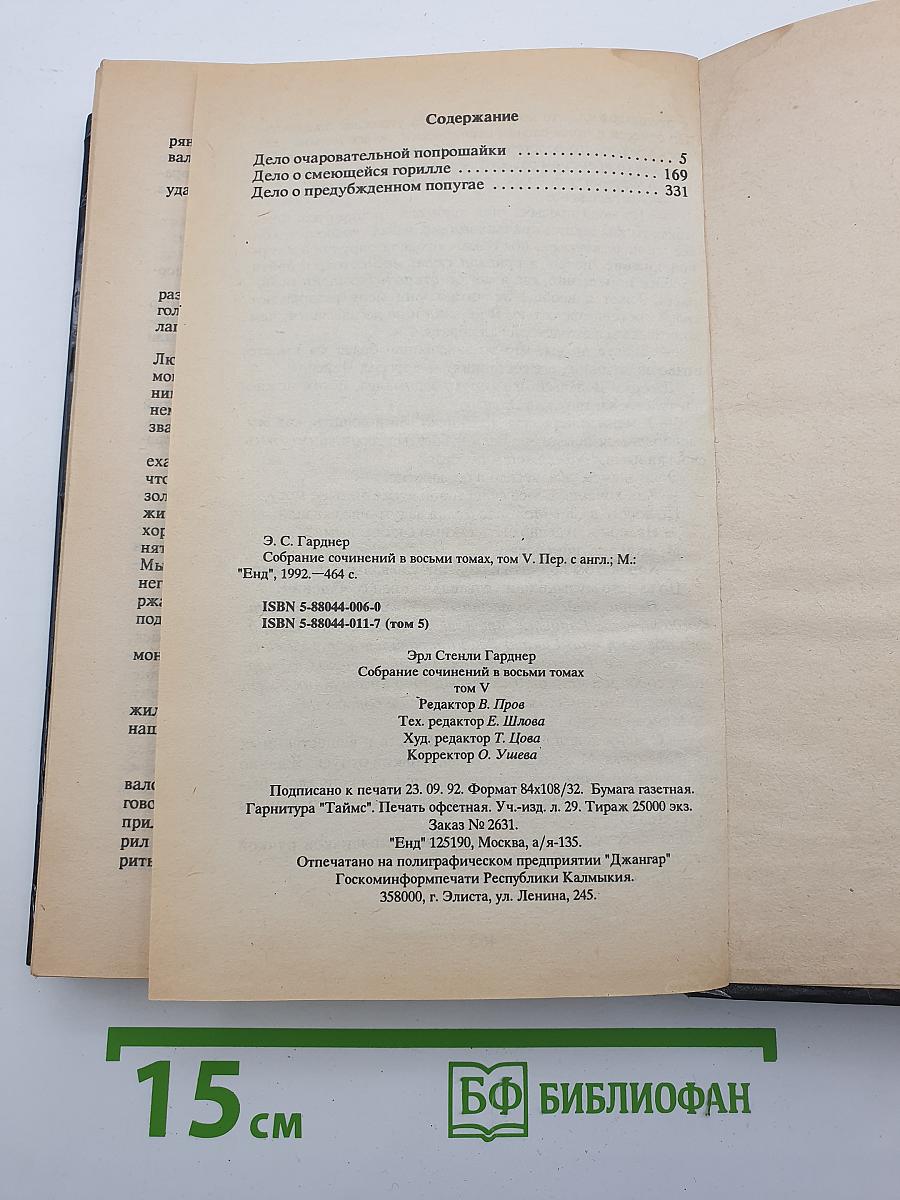 Содержание
Дело очаровательной попрошайки ................... 5
Дело о смеющейся горилле ......................... 169
Дело о предубжденном попугае ..................... 331
Э. С. Гарднер
Собрание сочинений в восьми томах, том V. Пер. с англ.; М.:
"Енд", 1992.—464 с.
ISBN 5-88044-006-0
ISBN 5-88044-011-7 (том 5)
Эрл Стенли Гарднер
Собрание сочинений в восьми томах
том V
Редактор В. Пров
Тех. редактор Е. Шлова
Худ. редактор Т. Цова
Корректор О. Ушева
Подписано к печати 23. 09. 92. Формат 84х108/32. Бумага газетная.
Гарнитура "Таймс". Печать офсетная. Уч.-изд. л. 29. Тираж 25000 экз.
Заказ № 2631.
"Енд" 125190, Москва, а/я-135.
Отпечатано на полиграфическом предприятии "Джангар"
Госкоминформпечати Республики Калмыкия.
358000, г. Элиста, ул. Ленина, 245.
15 см
БФ БИБЛИОФАН